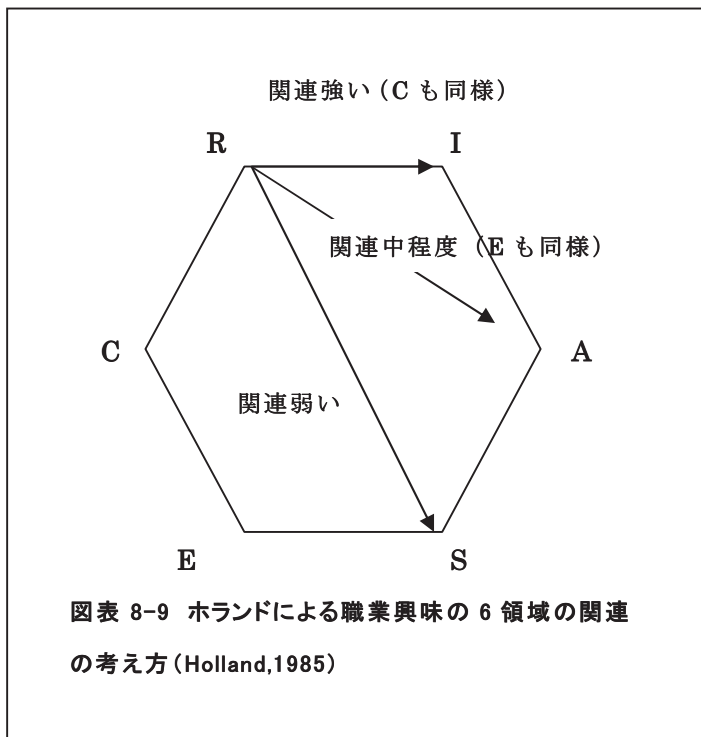 関連強い（C も同様）
R
I
関連中程度（E も同様）
C
A
関連弱い
E
S
図表 8-9 ホランドによる職業興味の 6 領域の関連
の考え方（Holland,1985）